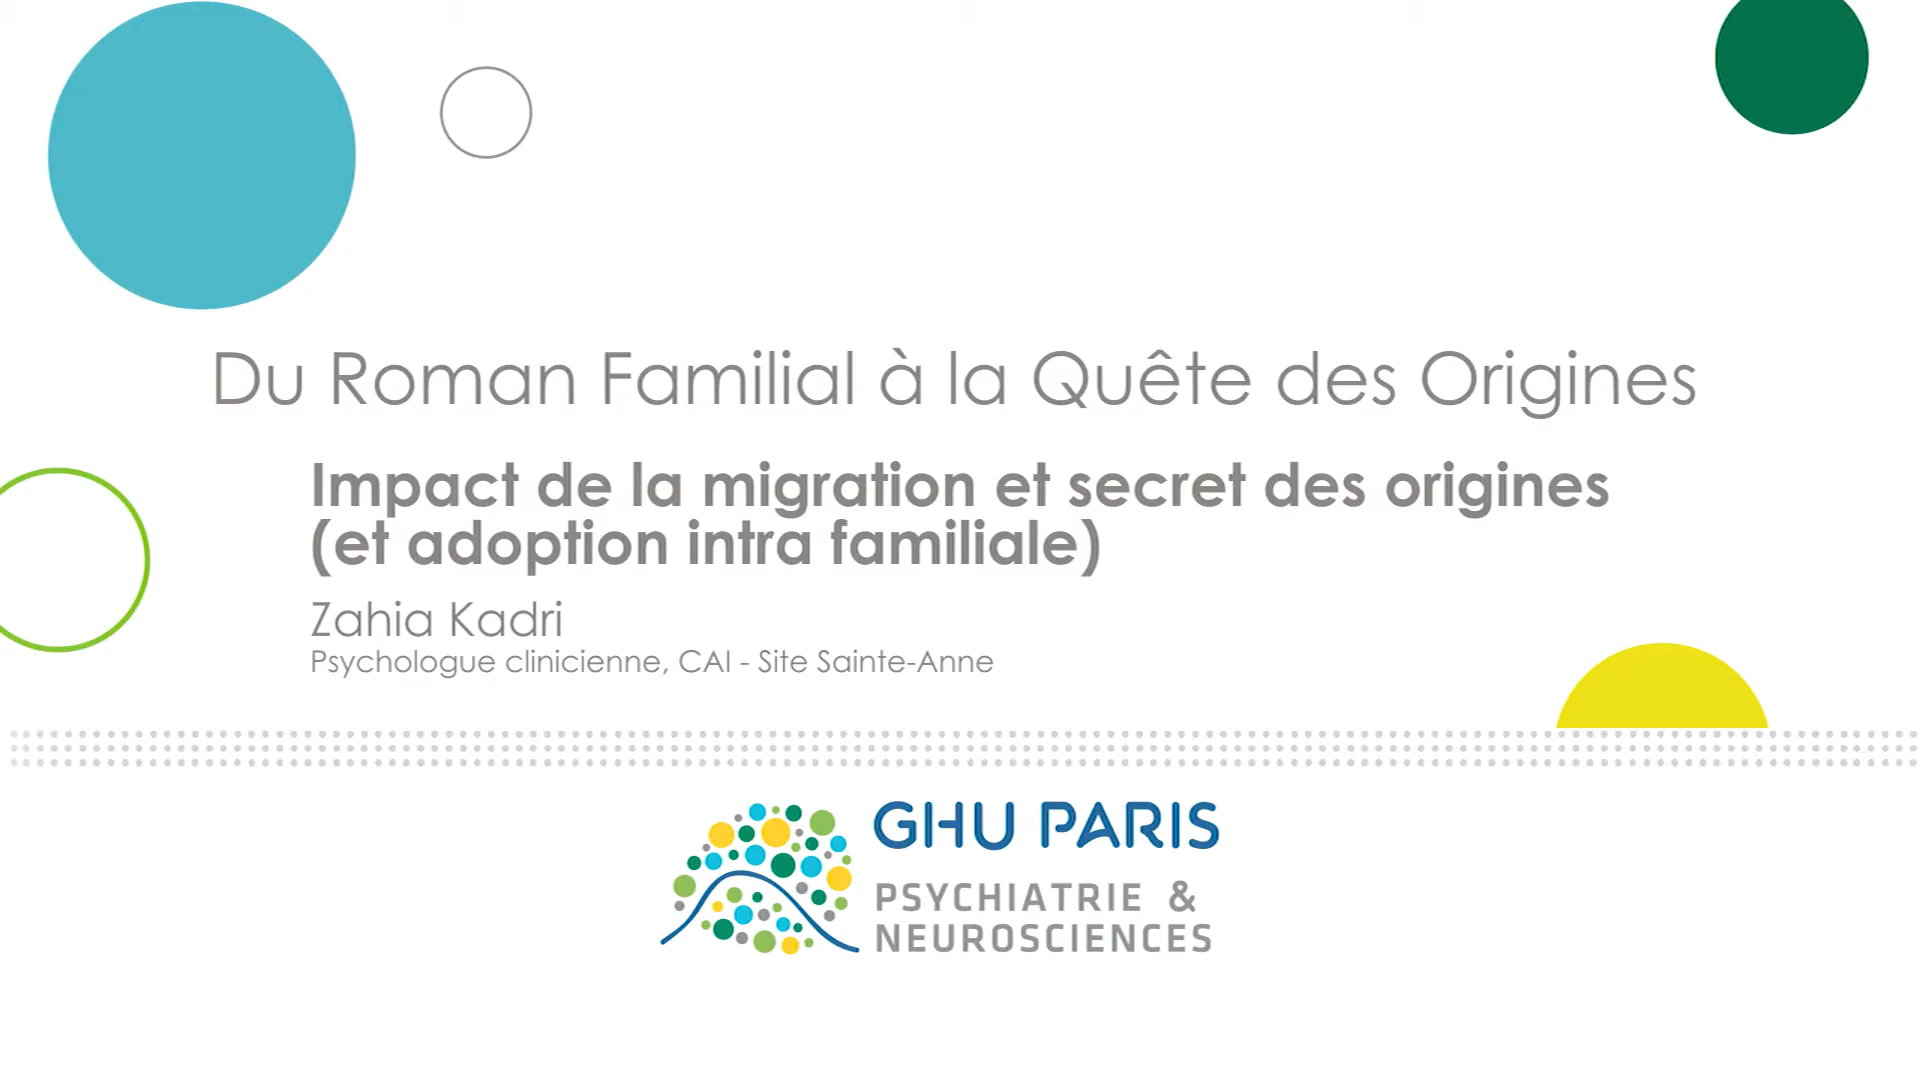 Du Roman Familial à la Quête des Origines
Impact de la migration et secret des origines
(et adoption intra familiale)
Zahia Kadri
Psychologue clinicienne, CAI - Site Sainte-Anne
GHU PARIS
PSYCHIATRIE &
NEUROSCIENCES